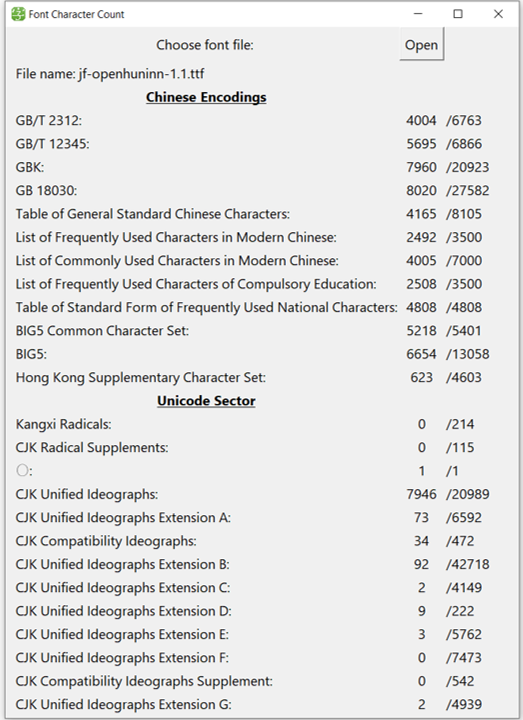 Font Character Count
Choose font file: Open
File name: jf-openhuninn-1.1.ttf
Chinese Encodings
GB/T 2312: 4004 /6763
GB/T 12345: 5695 /6866
GBK: 7960 /20923
GB 18030: 8020 /27582
Table of General Standard Chinese Characters: 4165 /8105
List of Frequently Used Characters in Modern Chinese: 2492 /3500
List of Commonly Used Characters in Modern Chinese: 4005 /7000
List of Frequently Used Characters of Compulsory Education: 2508 /3500
Table of Standard Form of Frequently Used National Characters: 4808 /4808
BIG5 Common Character Set: 5218 /5401
BIG5: 6654 /13058
Hong Kong Supplementary Character Set: 623 /4603
Unicode Sector
Kangxi Radicals: 0 /214
CJK Radical Supplements: 0 /115
〇: 1 /1
CJK Unified Ideographs: 7946 /20989
CJK Unified Ideographs Extension A: 73 /6592
CJK Compatibility Ideographs: 34 /472
CJK Unified Ideographs Extension B: 92 /42718
CJK Unified Ideographs Extension C: 2 /4149
CJK Unified Ideographs Extension D: 9 /222
CJK Unified Ideographs Extension E: 3 /5762
CJK Unified Ideographs Extension F: 0 /7473
CJK Compatibility Ideographs Supplement: 0 /542
CJK Unified Ideographs Extension G: 2 /4939